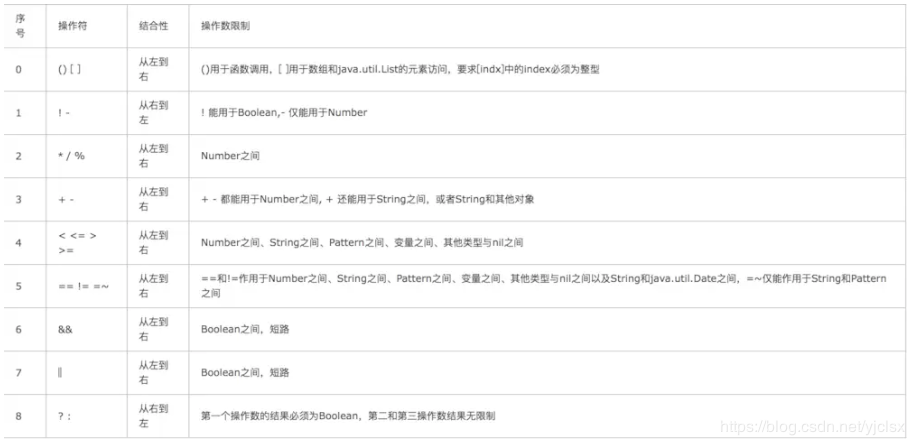 序
号
操作符
结合性
操作数限制
0
() [ ]
从左到
右
()用于函数调用，[ ]用于数组和java.util.List的元素访问，要求[indx]中的index必须为整型
1
! -
从右到
左
! 能用于Boolean,- 仅能用于Number
2
* / %
从左到
右
Number之间
3
+ -
从左到
右
+ - 都能用于Number之间, + 还能用于String之间，或者String和其他对象
4
< <= >
>=
从左到
右
Number之间、String之间、Pattern之间、变量之间、其他类型与nil之间
5
== != =~
从左到
右
==和!=作用于Number之间、String之间、Pattern之间、变量之间、其他类型与nil之间以及String和java.util.Date之间，=~仅能作用于String和Pattern
之间
6
&&
从左到
右
Boolean之间，短路
7
||
从左到
右
Boolean之间，短路
8
? :
从右到
左
第一个操作数的结果必须为Boolean，第二和第三操作数结果无限制
https://blog.csdn.net/yjclsx